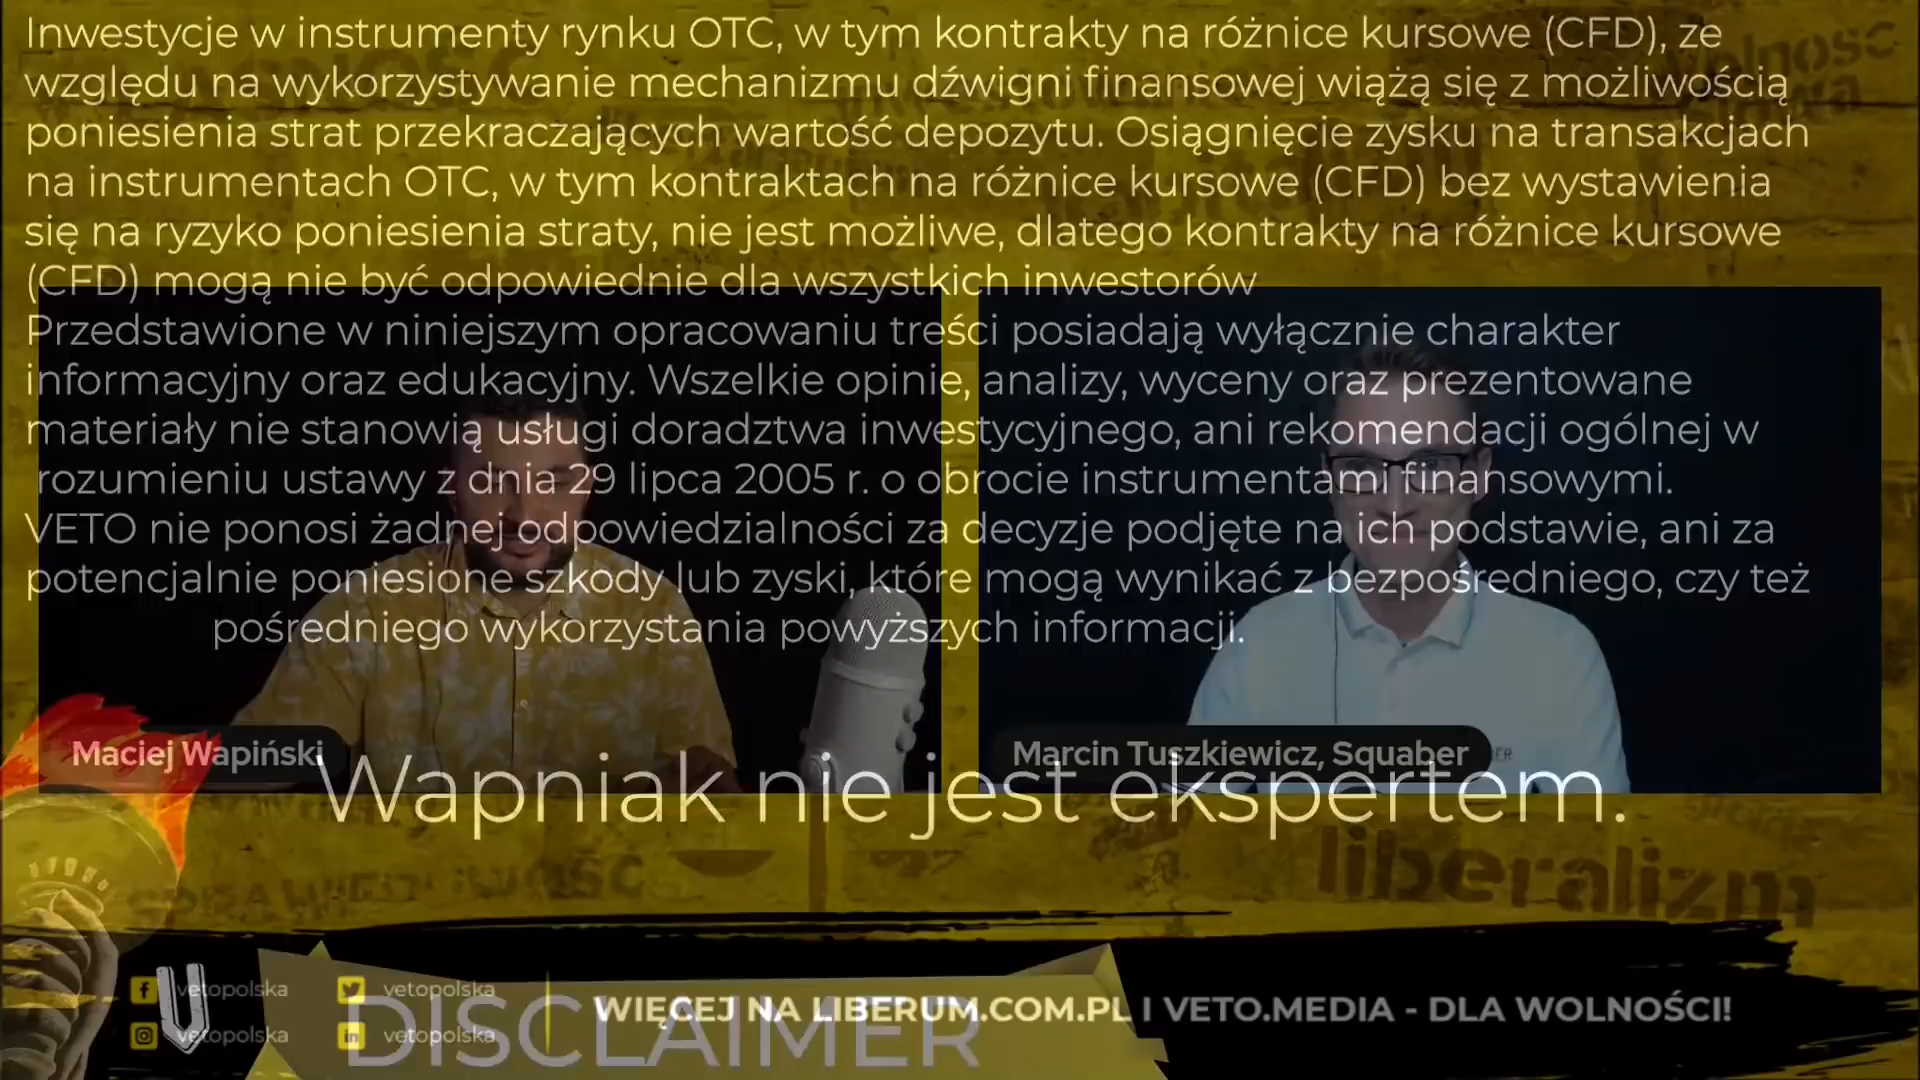 Inwestycje w instrumenty rynku OTC, w tym kontrakty na różnice kursowe (CFD), ze
względu na wykorzystywanie mechanizmu dźwigni finansowej wiążą się z możliwością
poniesienia strat przekraczających wartość depozytu. Osiągnięcie zysku na transakcjach
na instrumentach OTC, w tym kontraktach na różnice kursowe (CFD) bez wystawienia
się na ryzyko poniesienia straty, nie jest możliwe, dlatego kontrakty na różnice kursowe
(CFD) mogą nie być odpowiednie dla wszystkich inwestorów
Przedstawione w niniejszym opracowaniu treści posiadają wyłącznie charakter
informacyjny oraz edukacyjny. Wszelkie opinie, analizy, wyceny oraz prezentowane
materiały nie stanowią usługi doradztwa inwestycyjnego, ani rekomendacji ogólnej w
rozumieniu ustawy z dnia 29 lipca 2005 r. o obrocie instrumentami finansowymi.
VETO nie ponosi żadnej odpowiedzialności za decyzje podjęte na ich podstawie, ani za
potencjalnie poniesione szkody lub zyski, które mogą wynikać z bezpośredniego, czy też
pośredniego wykorzystania powyższych informacji.
Maciej Wapiński
Marcin Tuszkiewicz, Squaber
Wapniak nie jest ekspertem.
liberalizm
vetopolska
vetopolska
vetopolska
vetopolska
DISCLAIMER
WIĘCEJ NA LIBERUM.COM.PL I VETO.MEDIA - DLA WOLNOŚCI!